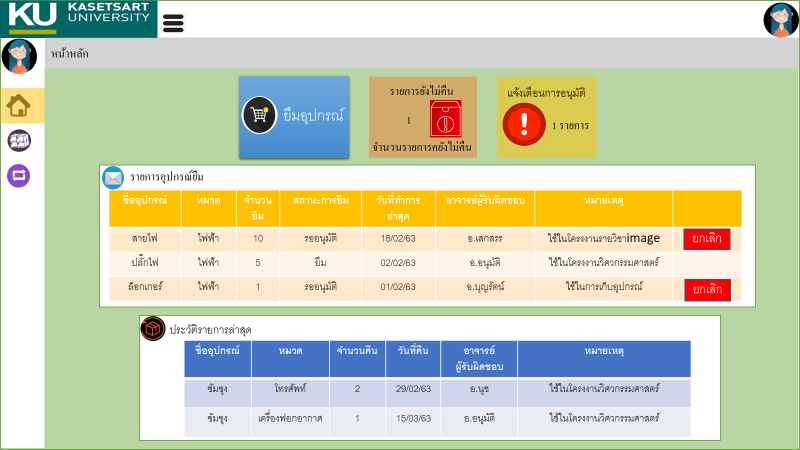 KU KASETSART
UNIVERSITY
หน้าหลัก
ยืมอุปกรณ์
รายการยังไม่คืน
1
จำนวนรายการคยังไม่คืน
แจ้งเตือนการอนุมัติ
1 รายการ
รายการอุปกรณ์ยืม
ชื่ออุปกรณ์ หมวด จำนวนยืม สถานะการยืม วันที่ทำการล่าสุด อาจารย์ผู้รับผิดชอบ หมายเหตุ
สายไฟ ไฟฟ้า 10 รออนุมัติ 18/02/63 อ.เสกสรร ใช้ในโครงงานรายวิชาimage ยกเลิก
ปลั๊กไฟ ไฟฟ้า 5 ยืม 02/02/63 อ.อนุมัติ ใช้ในโครงงานวิศวกรรมศาสตร์
ล้อกเกอร์ ไฟฟ้า 1 รออนุมัติ 01/02/63 อ.บุญรัตน์ ใช้ในการเก็บอุปกรณ์ ยกเลิก
ประวัติรายการล่าสุด
ชื่ออุปกรณ์ หมวด จำนวนคืน วันที่คืน อาจารย์ผู้รับผิดชอบ หมายเหตุ
ซัมซุง โทรศัพท์ 2 29/02/63 อ.นุช ใช้ในโครงงานวิศวกรรมศาสตร์
ซัมซุง เครื่องฟอกอากาศ 1 15/03/63 อ.อนุมัติ ใช้ในโครงงานวิศวกรรมศาสตร์